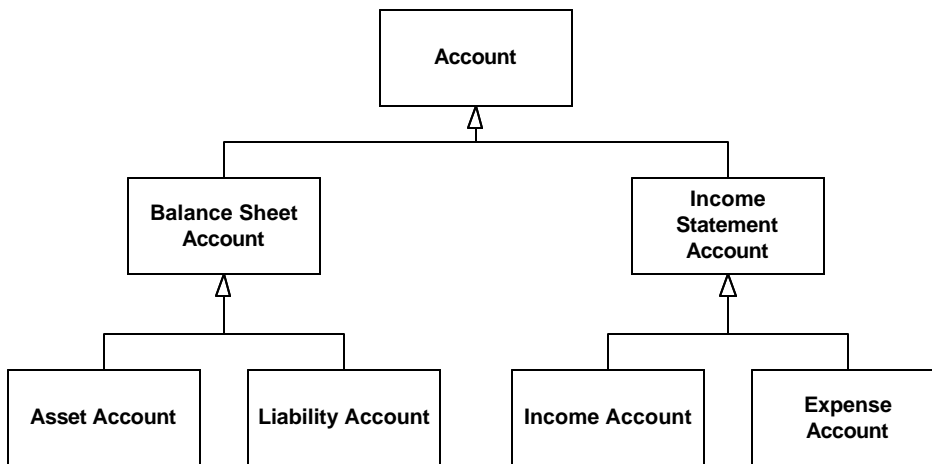 Account
Balance Sheet
Account
Income
Statement
Account
Asset Account
Liability Account
Income Account
Expense
Account